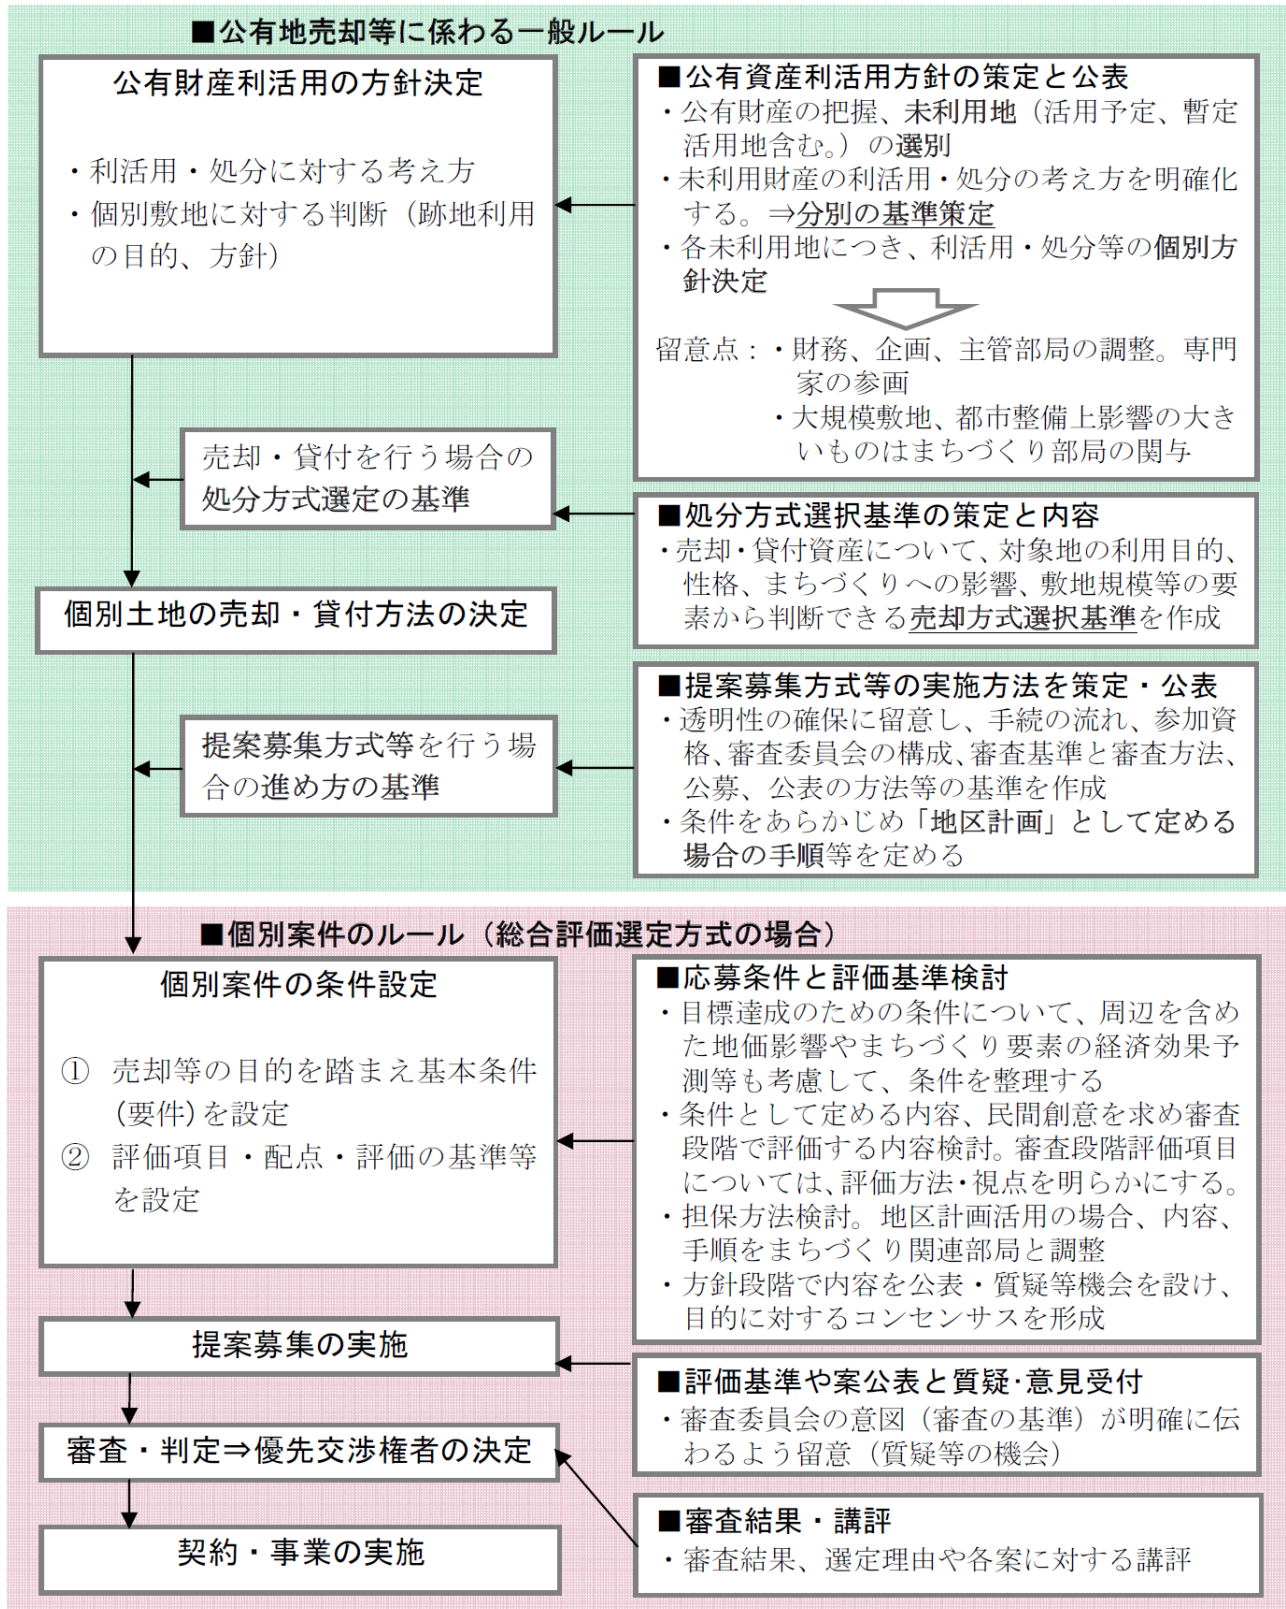 ■公有地売却等に係わる一般ルール
公有財産利活用の方針決定
・利活用・処分に対する考え方
・個別敷地に対する判断（跡地利用
の目的、方針）
■公有資産利活用方針の策定と公表
・公有財産の把握、未利用地（活用予定、暫定
活用地含む。）の選別
・未利用財産の利活用・処分の考え方を明確化
する。⇒分別の基準策定
・各未利用地につき、利活用・処分等の個別方
針決定
留意点：・財務、企画、主管部局の調整。専門
家の参画
・大規模敷地、都市整備上影響の大き
いものはまちづくり部局の関与
売却・貸付を行う場合の
処分方式選定の基準
■処分方式選択基準の策定と内容
・売却・貸付資産について、対象地の利用目的、
性格、まちづくりへの影響、敷地規模等の要
素から判断できる売却方式選択基準を作成
個別土地の売却・貸付方法の決定
提案募集方式等を行う場
合の進め方の基準
■提案募集方式等の実施方法を策定・公表
・透明性の確保に留意し、手続の流れ、参加資
格、審査委員会の構成、審査基準と審査方法、
公募、公表の方法等の基準を作成
・条件をあらかじめ「地区計画」として定める
場合の手順等を定める
■個別案件のルール（総合評価選定方式の場合）
個別案件の条件設定
① 売却等の目的を踏まえ基本条件
(要件)を設定
② 評価項目・配点・評価の基準等
を設定
■応募条件と評価基準検討
・目標達成のための条件について、周辺を含め
た地価影響やまちづくり要素の経済効果予
測等も考慮して、条件を整理する
・条件として定める内容、民間創意を求め審査
段階で評価する内容検討。審査段階評価項目
については、評価方法・視点を明らかにする。
・担保方法検討。地区計画活用の場合、内容、
手順をまちづくり関連部局と調整
・方針段階で内容を公表・質疑等機会を設け、
目的に対するコンセンサスを形成
提案募集の実施
■評価基準や案公表と質疑・意見受付
・審査委員会の意図（審査の基準）が明確に伝
わるよう留意（質疑等の機会）
審査・判定⇒優先交渉権者の決定
■審査結果・講評
・審査結果、選定理由や各案に対する講評
契約・事業の実施